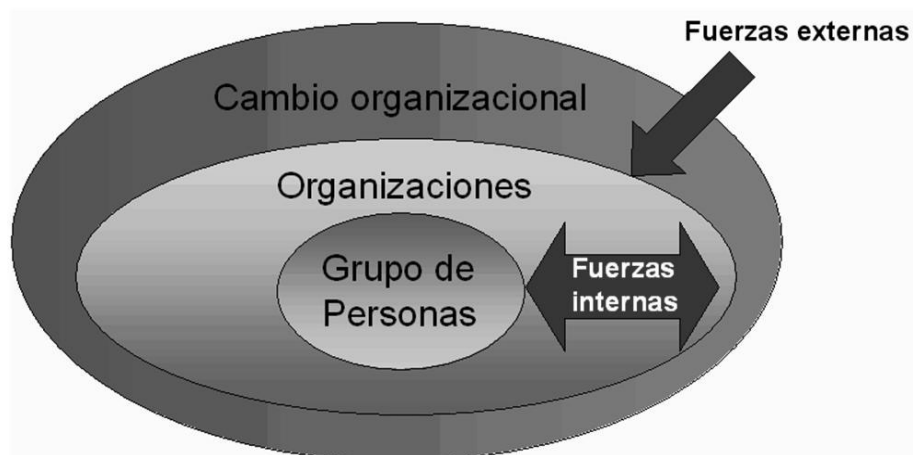 Fuerzas externas
Cambio organizacional
Organizaciones
Grupo de
Personas
Fuerzas
internas